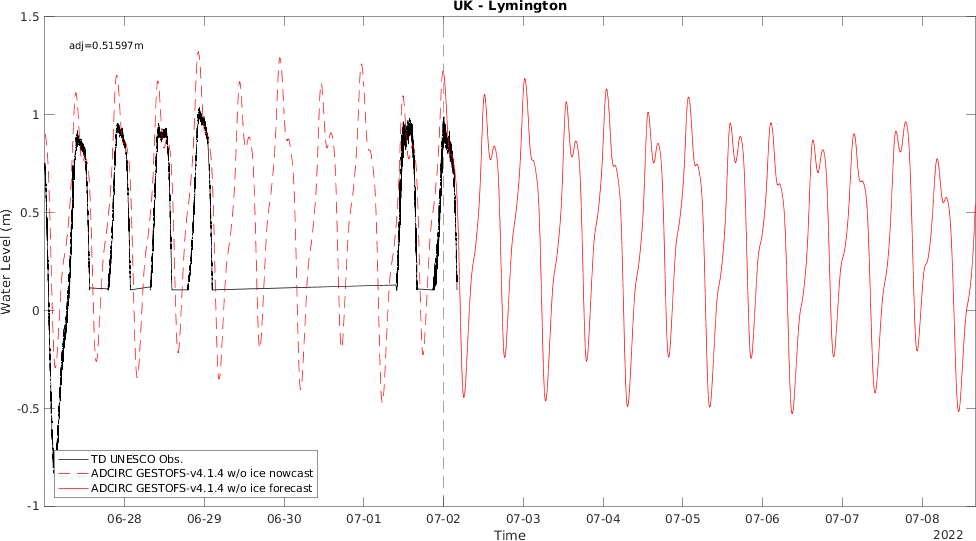 UK - Lymington
adj=0.51597m
1.5
1
0.5
0
-0.5
-1
Water Level (m)
TD UNESCO Obs.
ADCIRC GESTOFS-v4.1.4 w/o ice nowcast
ADCIRC GESTOFS-v4.1.4 w/o ice forecast
06-28 06-29 06-30 07-01 07-02 07-03 07-04 07-05 07-06 07-07 07-08
Time
2022